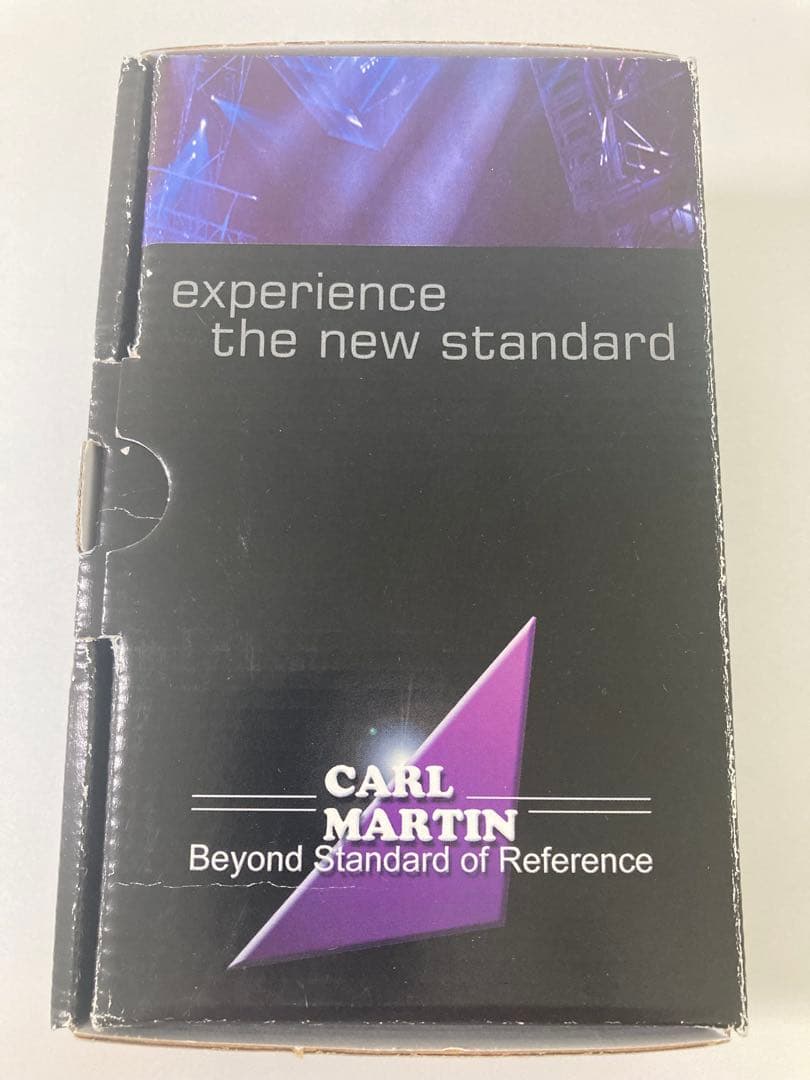 experience
the new standard
CARL
MARTIN
Beyond Standard of Reference